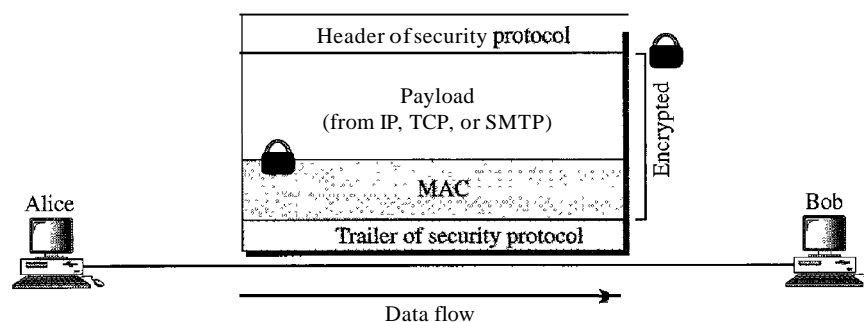 Header of security protocol
Payload
(from IP, TCP, or SMTP)
Encrypted
MAC
Alice
Bob
Trailer of security protocol
Data flow